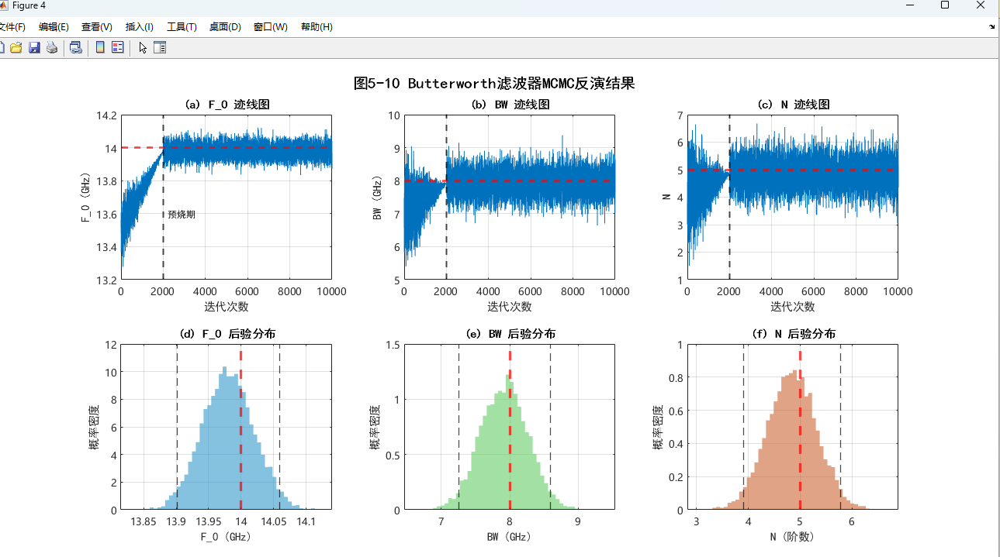 Figure 4
文件(F) 编辑(E) 查看(V) 插入(I) 工具(T) 桌面(D) 窗口(W) 帮助(H)
图5-10 Butterworth滤波器MCMC反演结果
(a) F_0 迹线图
14.2
14
13.8
13.6
13.4
13.2
F_0 (GHz)
预烧期
0 2000 4000 6000 8000 10000
迭代次数
(b) BW 迹线图
10
9
8
7
6
5
BW (GHz)
0 2000 4000 6000 8000 10000
迭代次数
(c) N 迹线图
7
6
5
4
3
2
1
N
0 2000 4000 6000 8000 10000
迭代次数
(d) F_0 后验分布
12
10
8
6
4
2
0
概率密度
13.85 13.9 13.95 14 14.05 14.1
F_0 (GHz)
(e) BW 后验分布
1.5
1
0.5
0
概率密度
7 8 9
BW (GHz)
(f) N 后验分布
1
0.8
0.6
0.4
0.2
0
概率密度
3 4 5 6
N (阶数)